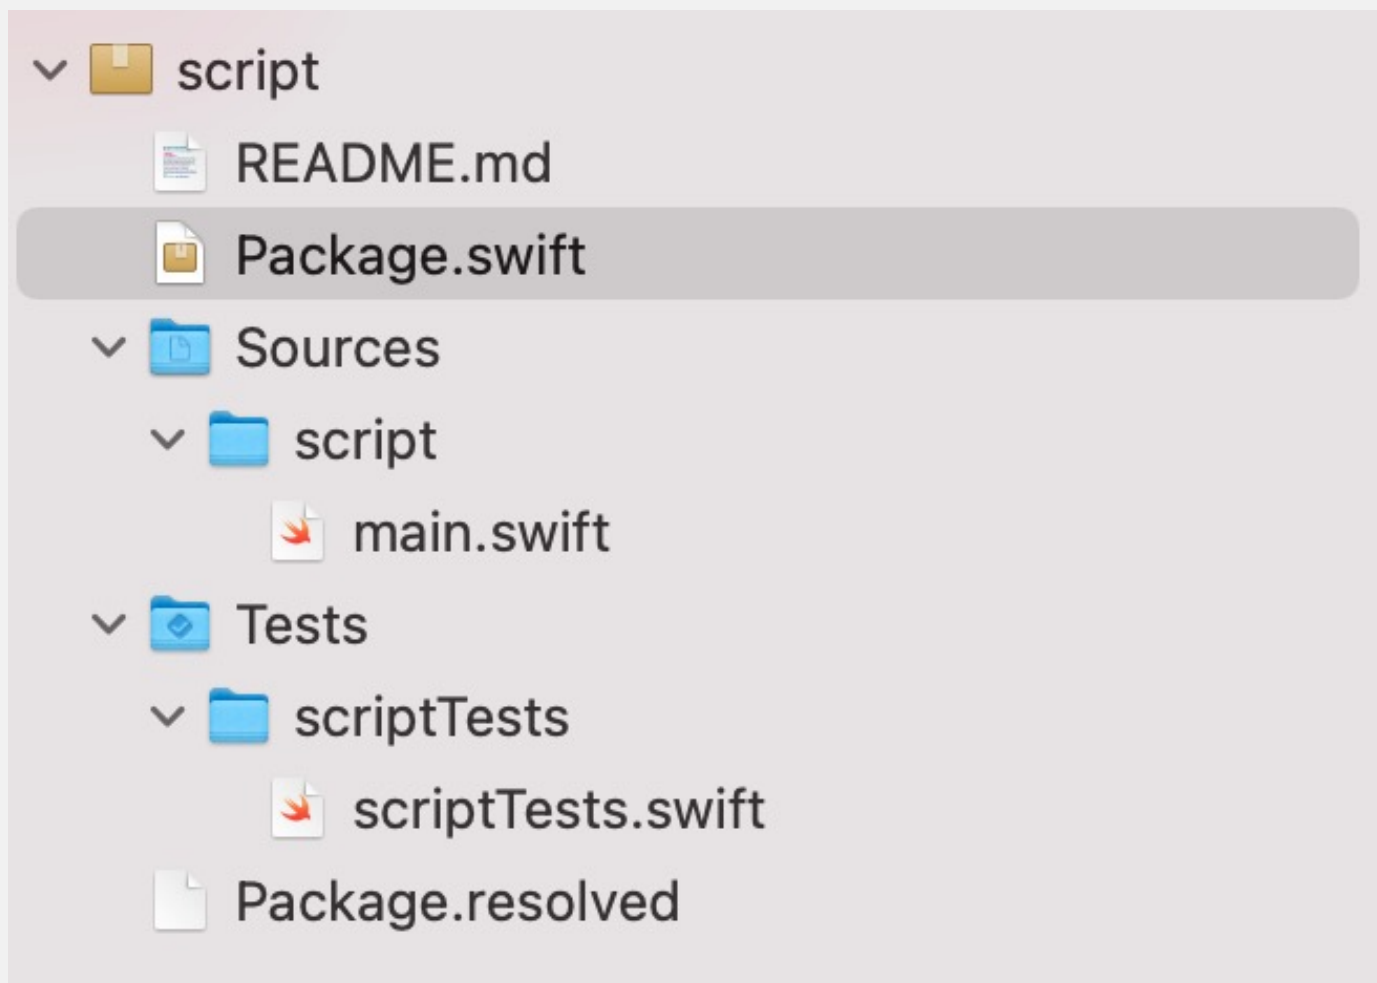 script
README.md
Package.swift
Sources
script
main.swift
Tests
scriptTests
scriptTests.swift
Package.resolved